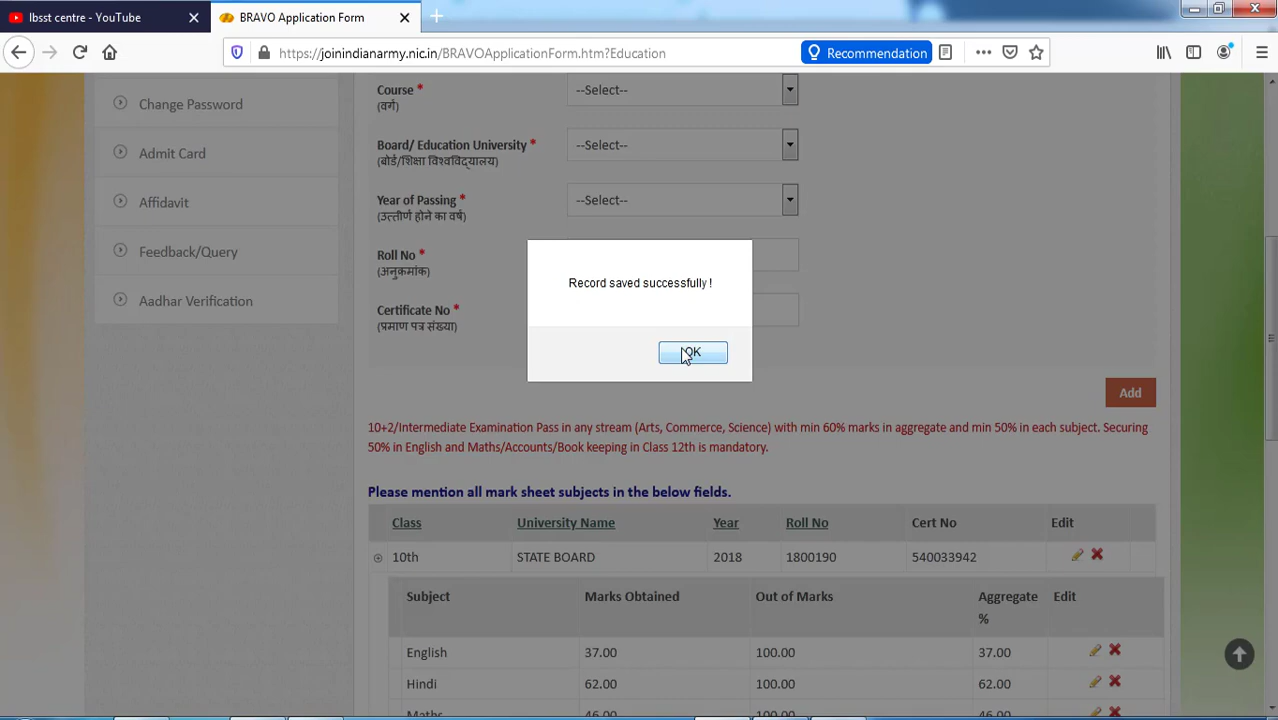 Ibsst centre - YouTube
BRAVO Application Form
https://joinindianarmy.nic.in/BRAVOApplicationForm.htm?Education
Recommendation
Change Password
Admit Card
Affidavit
Feedback/Query
Aadhar Verification
Course *
(वर्ग)
--Select--
Board/ Education University *
(बोर्ड/शिक्षा विश्वविद्यालय)
--Select--
Year of Passing *
(उत्तीर्ण होने का वर्ष)
--Select--
Roll No *
(अनुक्रमांक)
Certificate No *
(प्रमाण पत्र संख्या)
Record saved successfully !
OK
Add
10+2/Intermediate Examination Pass in any stream (Arts, Commerce, Science) with min 60% marks in aggregate and min 50% in each subject. Securing
50% in English and Maths/Accounts/Book keeping in Class 12th is mandatory.
Please mention all mark sheet subjects in the below fields.
Class University Name Year Roll No Cert No Edit
10th STATE BOARD 2018 1800190 540033942
Subject Marks Obtained Out of Marks Aggregate % Edit
English 37.00 100.00 37.00
Hindi 62.00 100.00 62.00
Maths 46.00 100.00 46.00